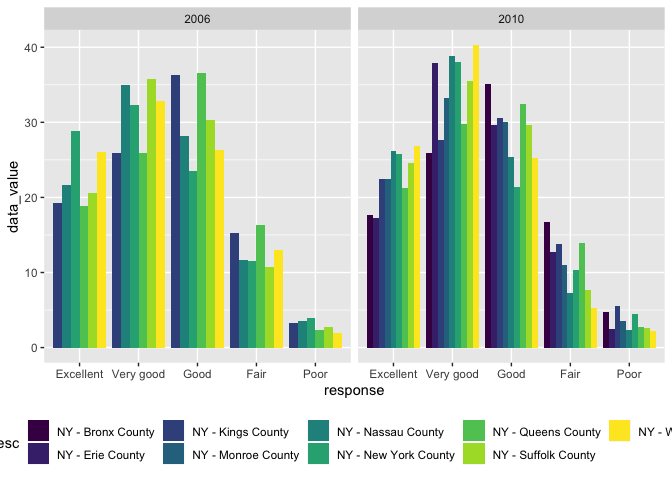 2006 2010
data_value
40
30
20
10
0
Excellent Very good Good Fair Poor Excellent Very good Good Fair Poor
response
esc
NY - Bronx County NY - Kings County NY - Nassau County NY - Queens County NY - W
NY - Erie County NY - Monroe County NY - New York County NY - Suffolk County